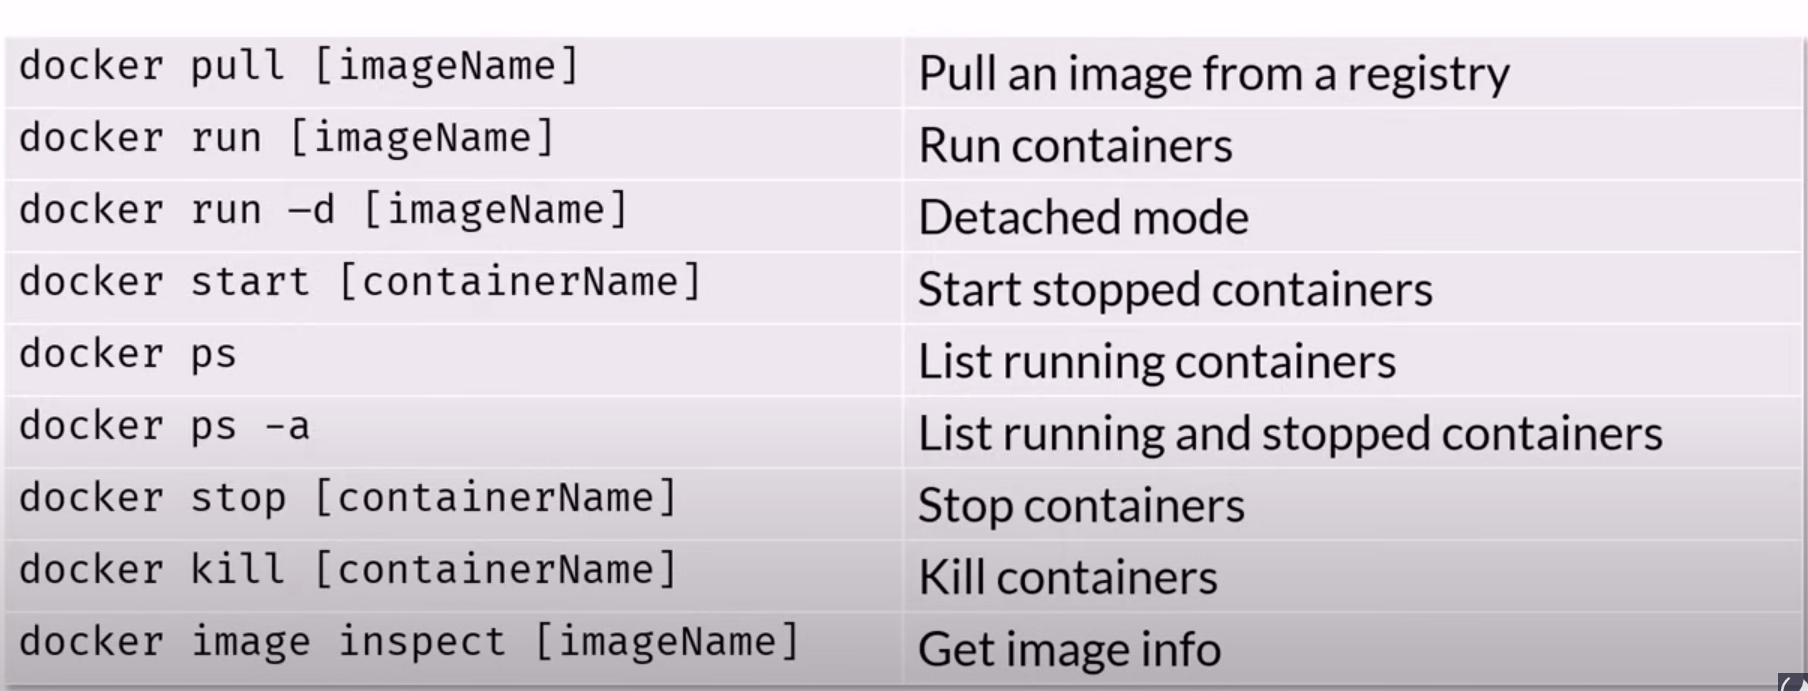 docker pull [imageName] Pull an image from a registry
docker run [imageName] Run containers
docker run –d [imageName] Detached mode
docker start [containerName] Start stopped containers
docker ps List running containers
docker ps -a List running and stopped containers
docker stop [containerName] Stop containers
docker kill [containerName] Kill containers
docker image inspect [imageName] Get image info